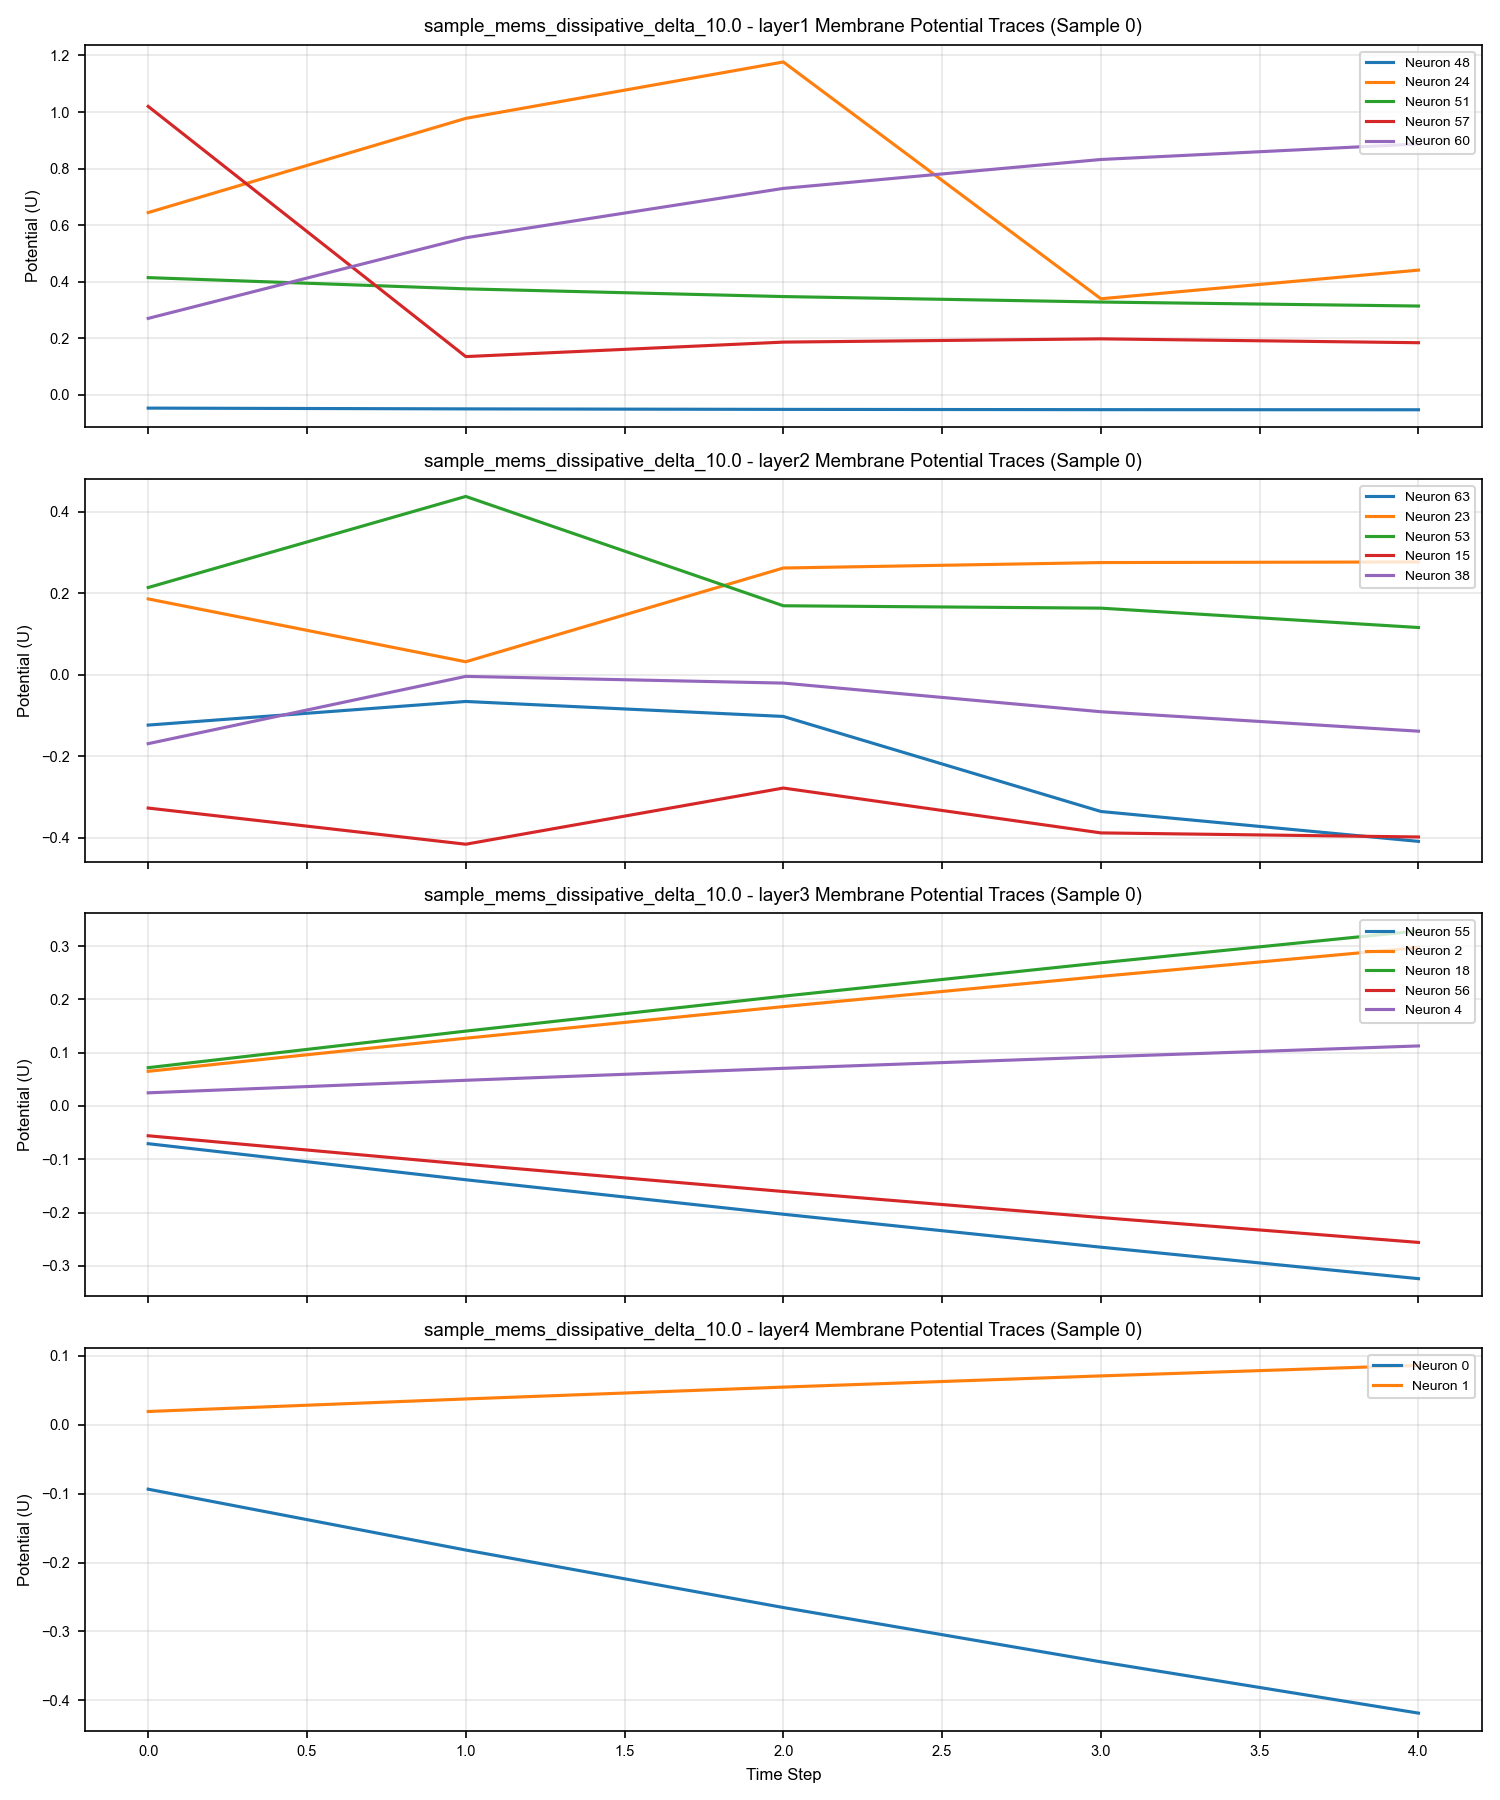 sample_mems_dissipative_delta_10.0 - layer1 Membrane Potential Traces (Sample 0)
Potential (U)
1.2
1.0
0.8
0.6
0.4
0.2
0.0
Neuron 48
Neuron 24
Neuron 51
Neuron 57
Neuron 60
sample_mems_dissipative_delta_10.0 - layer2 Membrane Potential Traces (Sample 0)
Potential (U)
0.4
0.2
0.0
−0.2
−0.4
Neuron 63
Neuron 23
Neuron 53
Neuron 15
Neuron 38
sample_mems_dissipative_delta_10.0 - layer3 Membrane Potential Traces (Sample 0)
Potential (U)
0.3
0.2
0.1
0.0
−0.1
−0.2
−0.3
Neuron 55
Neuron 2
Neuron 18
Neuron 56
Neuron 4
sample_mems_dissipative_delta_10.0 - layer4 Membrane Potential Traces (Sample 0)
Potential (U)
0.1
0.0
−0.1
−0.2
−0.3
−0.4
Neuron 0
Neuron 1
0.0 0.5 1.0 1.5 2.0 2.5 3.0 3.5 4.0
Time Step